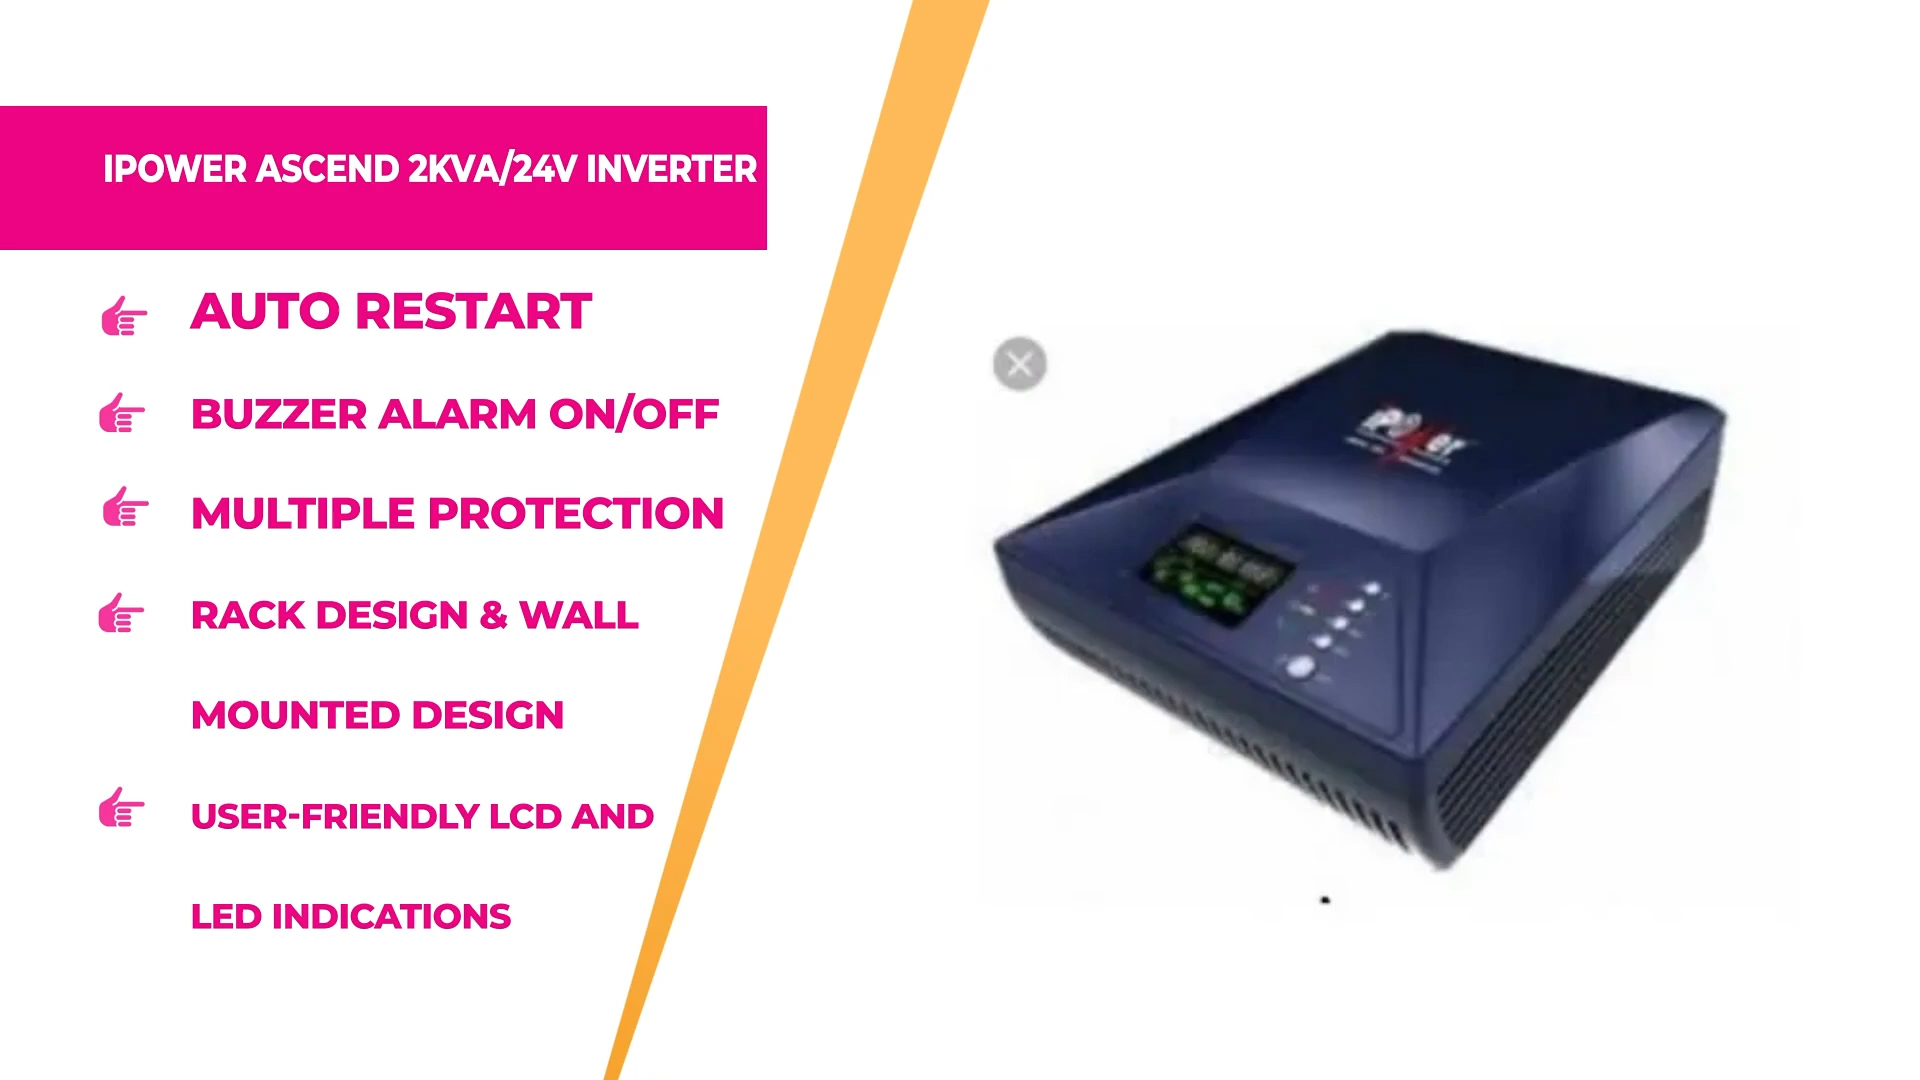 IPOWER ASCEND 2KVA/24V INVERTER
AUTO RESTART
BUZZER ALARM ON/OFF
MULTIPLE PROTECTION
RACK DESIGN & WALL
MOUNTED DESIGN
USER-FRIENDLY LCD AND
LED INDICATIONS
iPower